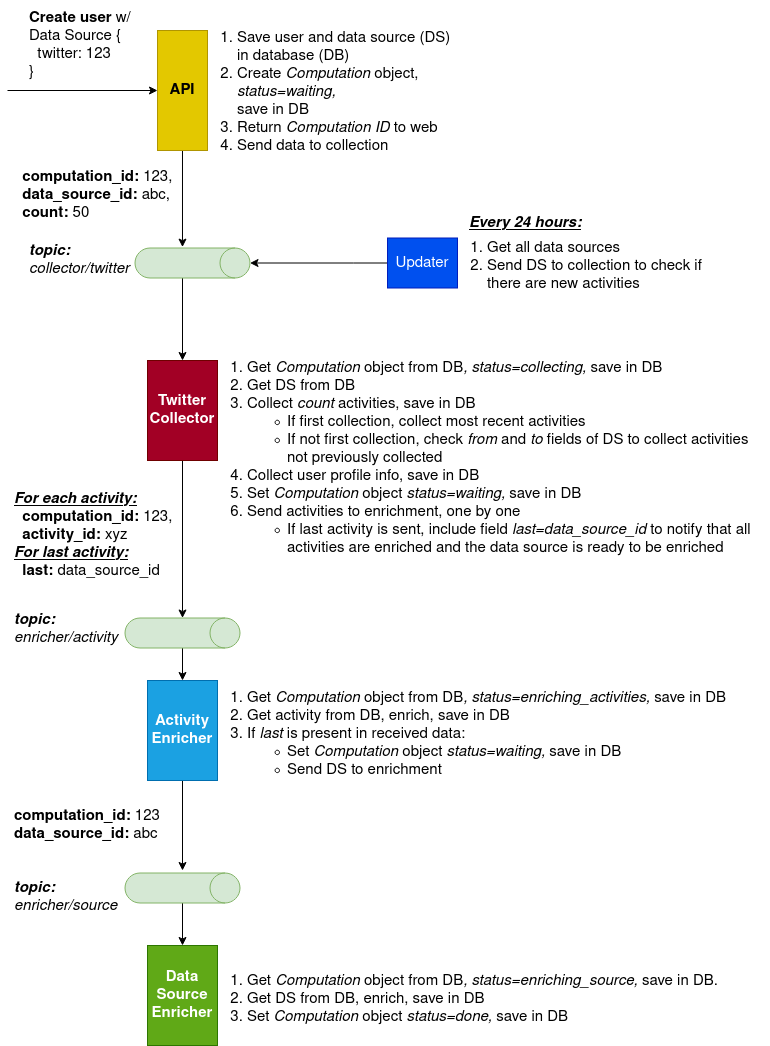 Create user w/
Data Source {
twitter: 123
}
API
1. Save user and data source (DS)
in database (DB)
2. Create Computation object,
status=waiting,
save in DB
3. Return Computation ID to web
4. Send data to collection
computation_id: 123,
data_source_id: abc,
count: 50
topic:
collector/twitter
Updater
Every 24 hours:
1. Get all data sources
2. Send DS to collection to check if
there are new activities
Twitter
Collector
1. Get Computation object from DB, status=collecting, save in DB
2. Get DS from DB
3. Collect count activities, save in DB
◦ If first collection, collect most recent activities
◦ If not first collection, check from and to fields of DS to collect activities
not previously collected
4. Collect user profile info, save in DB
5. Set Computation object status=waiting, save in DB
6. Send activities to enrichment, one by one
◦ If last activity is sent, include field last=data_source_id to notify that all
activities are enriched and the data source is ready to be enriched
For each activity:
computation_id: 123,
activity_id: xyz
For last activity:
last: data_source_id
topic:
enricher/activity
Activity
Enricher
1. Get Computation object from DB, status=enriching_activities, save in DB
2. Get activity from DB, enrich, save in DB
3. If last is present in received data:
◦ Set Computation object status=waiting, save in DB
◦ Send DS to enrichment
computation_id: 123
data_source_id: abc
topic:
enricher/source
Data
Source
Enricher
1. Get Computation object from DB, status=enriching_source, save in DB.
2. Get DS from DB, enrich, save in DB
3. Set Computation object status=done, save in DB